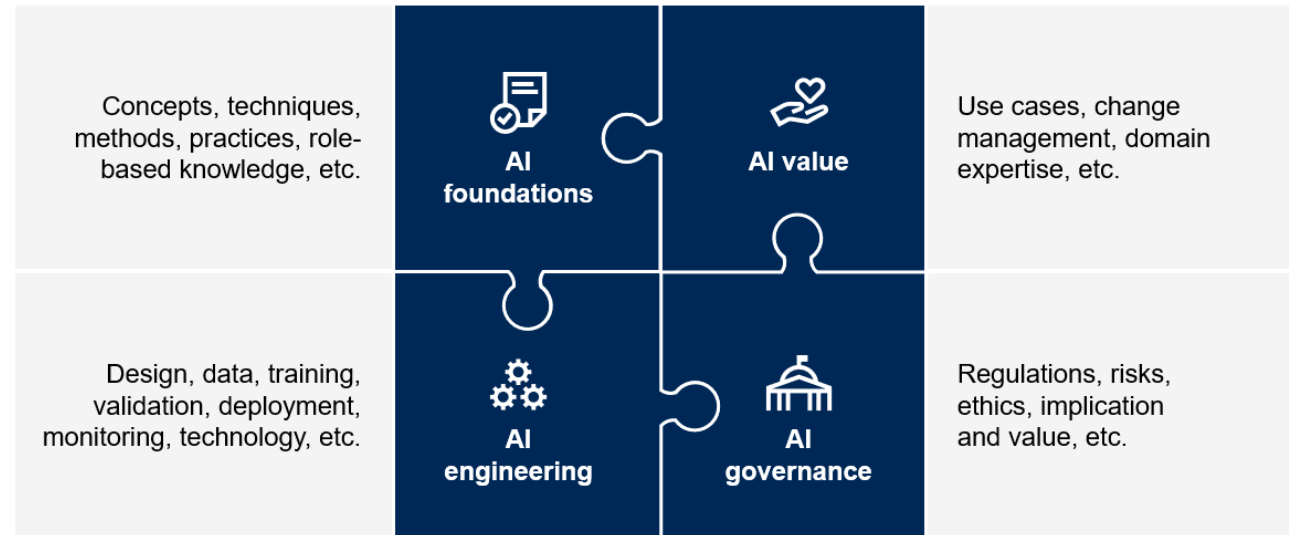 Concepts, techniques,
methods, practices, role-
based knowledge, etc.
AI
foundations
AI value
Use cases, change
management, domain
expertise, etc.
Design, data, training,
validation, deployment,
monitoring, technology, etc.
AI
engineering
AI
governance
Regulations, risks,
ethics, implication
and value, etc.